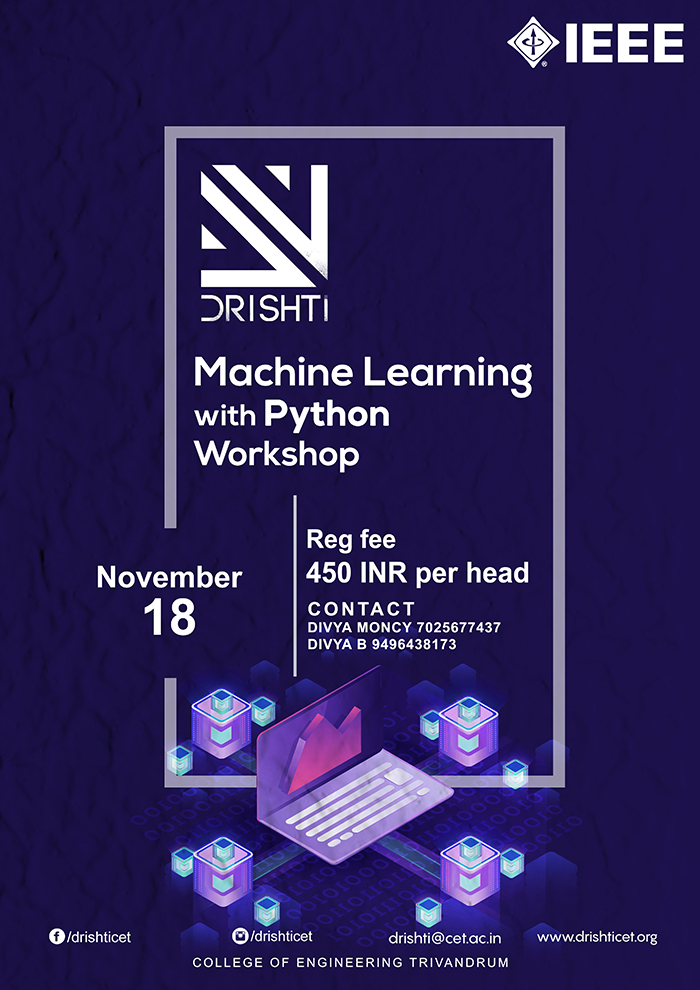 IEEE
DRISHTI
Machine Learning
with Python
Workshop
November
18
Reg fee
450 INR per head
CONTACT
DIVYA MONCY 7025677437
DIVYA B 9496438173
/drishticet
/drishticet
drishti@cet.ac.in
www.drishticet.org
COLLEGE OF ENGINEERING TRIVANDRUM